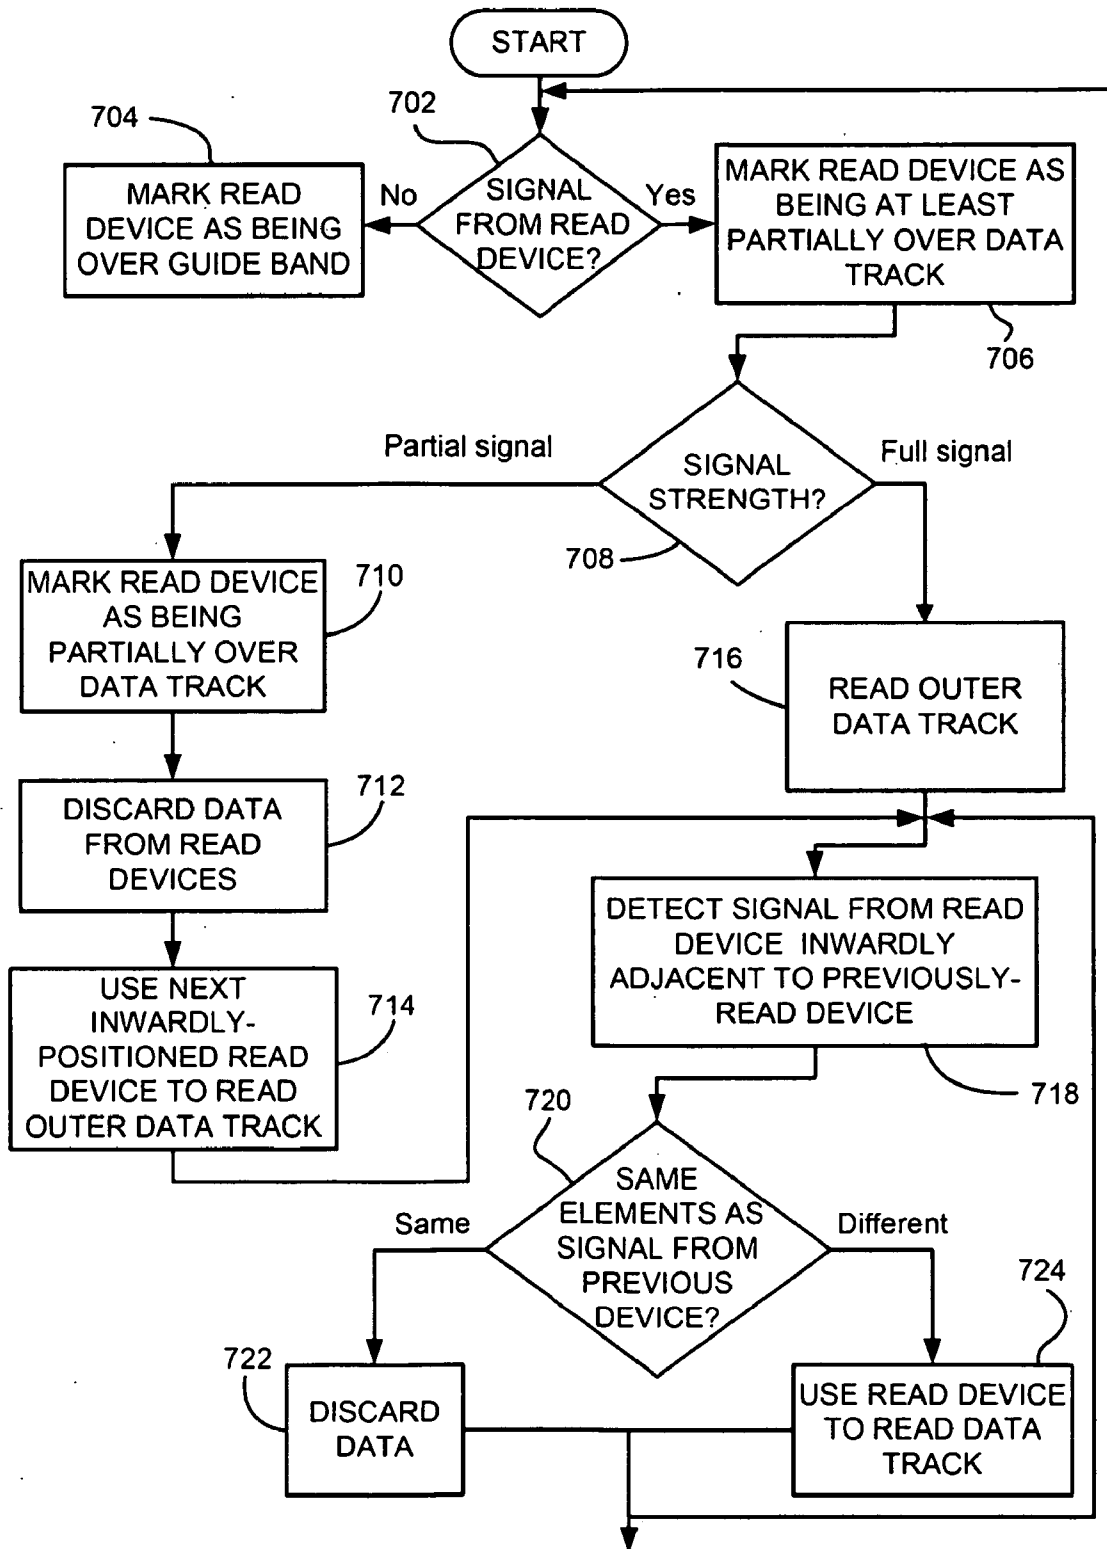 START
702
704
SIGNAL
FROM READ
DEVICE?
No
Yes
MARK READ
DEVICE AS BEING
OVER GUIDE BAND
MARK READ DEVICE AS
BEING AT LEAST
PARTIALLY OVER DATA
TRACK
706
SIGNAL
STRENGTH?
Partial signal
Full signal
708
MARK READ DEVICE
AS BEING
PARTIALLY OVER
DATA TRACK
710
716
READ OUTER
DATA TRACK
DISCARD DATA
FROM READ
DEVICES
712
USE NEXT
INWARDLY-
POSITIONED READ
DEVICE TO READ
OUTER DATA TRACK
714
DETECT SIGNAL FROM READ
DEVICE INWARDLY
ADJACENT TO PREVIOUSLY-
READ DEVICE
718
720
SAME
ELEMENTS AS
SIGNAL FROM
PREVIOUS
DEVICE?
Same
Different
722
DISCARD
DATA
724
USE READ DEVICE
TO READ DATA
TRACK